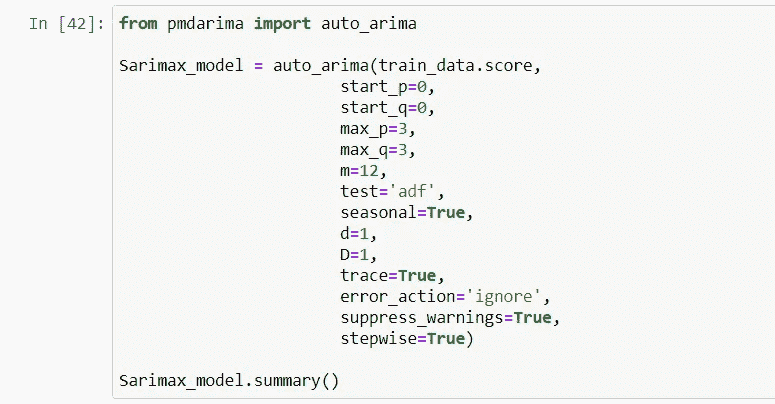 In [42]: from pmdarima import auto_arima
Sarimax_model = auto_arima(train_data.score,
start_p=0,
start_q=0,
max_p=3,
max_q=3,
m=12,
test='adf',
seasonal=True,
d=1,
D=1,
trace=True,
error_action='ignore',
suppress_warnings=True,
stepwise=True)
Sarimax_model.summary()